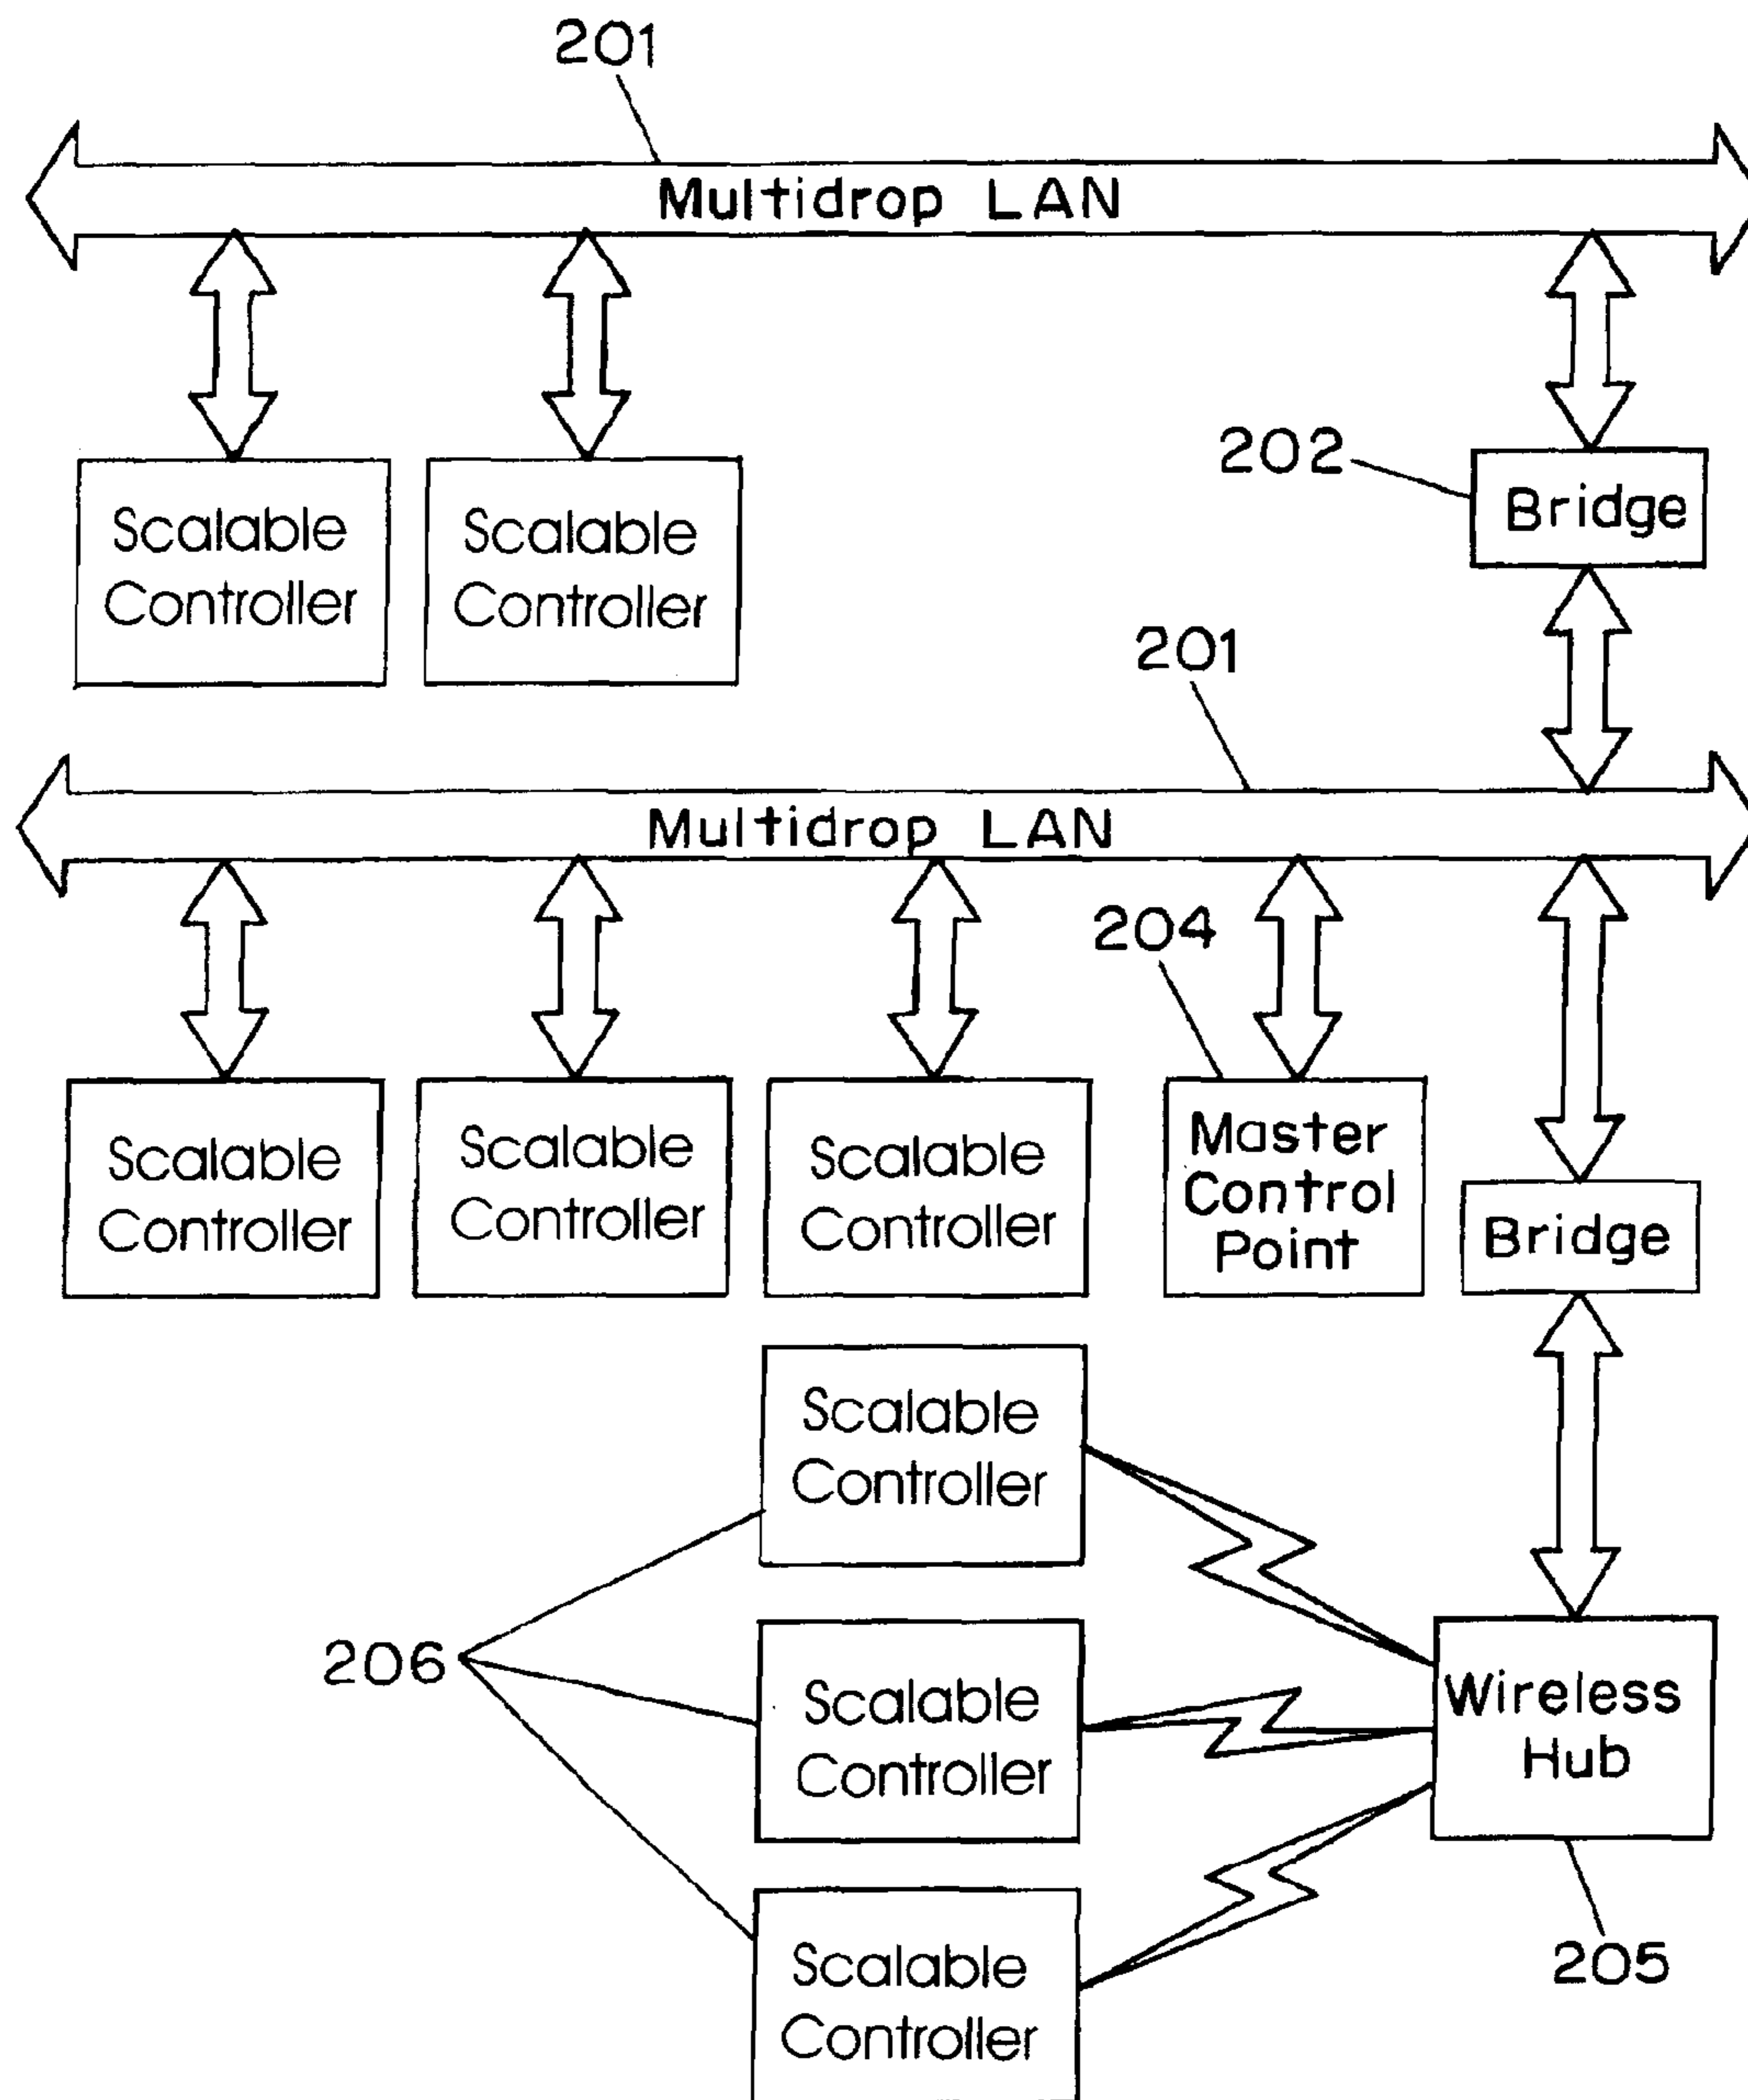 201
Multidrop LAN
Scalable
Controller
Scalable
Controller
202
Bridge
201
Multidrop LAN
204
Scalable
Controller
Scalable
Controller
Scalable
Controller
Master
Control
Point
Bridge
Scalable
Controller
206
Scalable
Controller
Wireless
Hub
Scalable
Controller
205